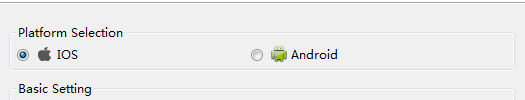 Platform Selection
IOS Android
Basic Setting